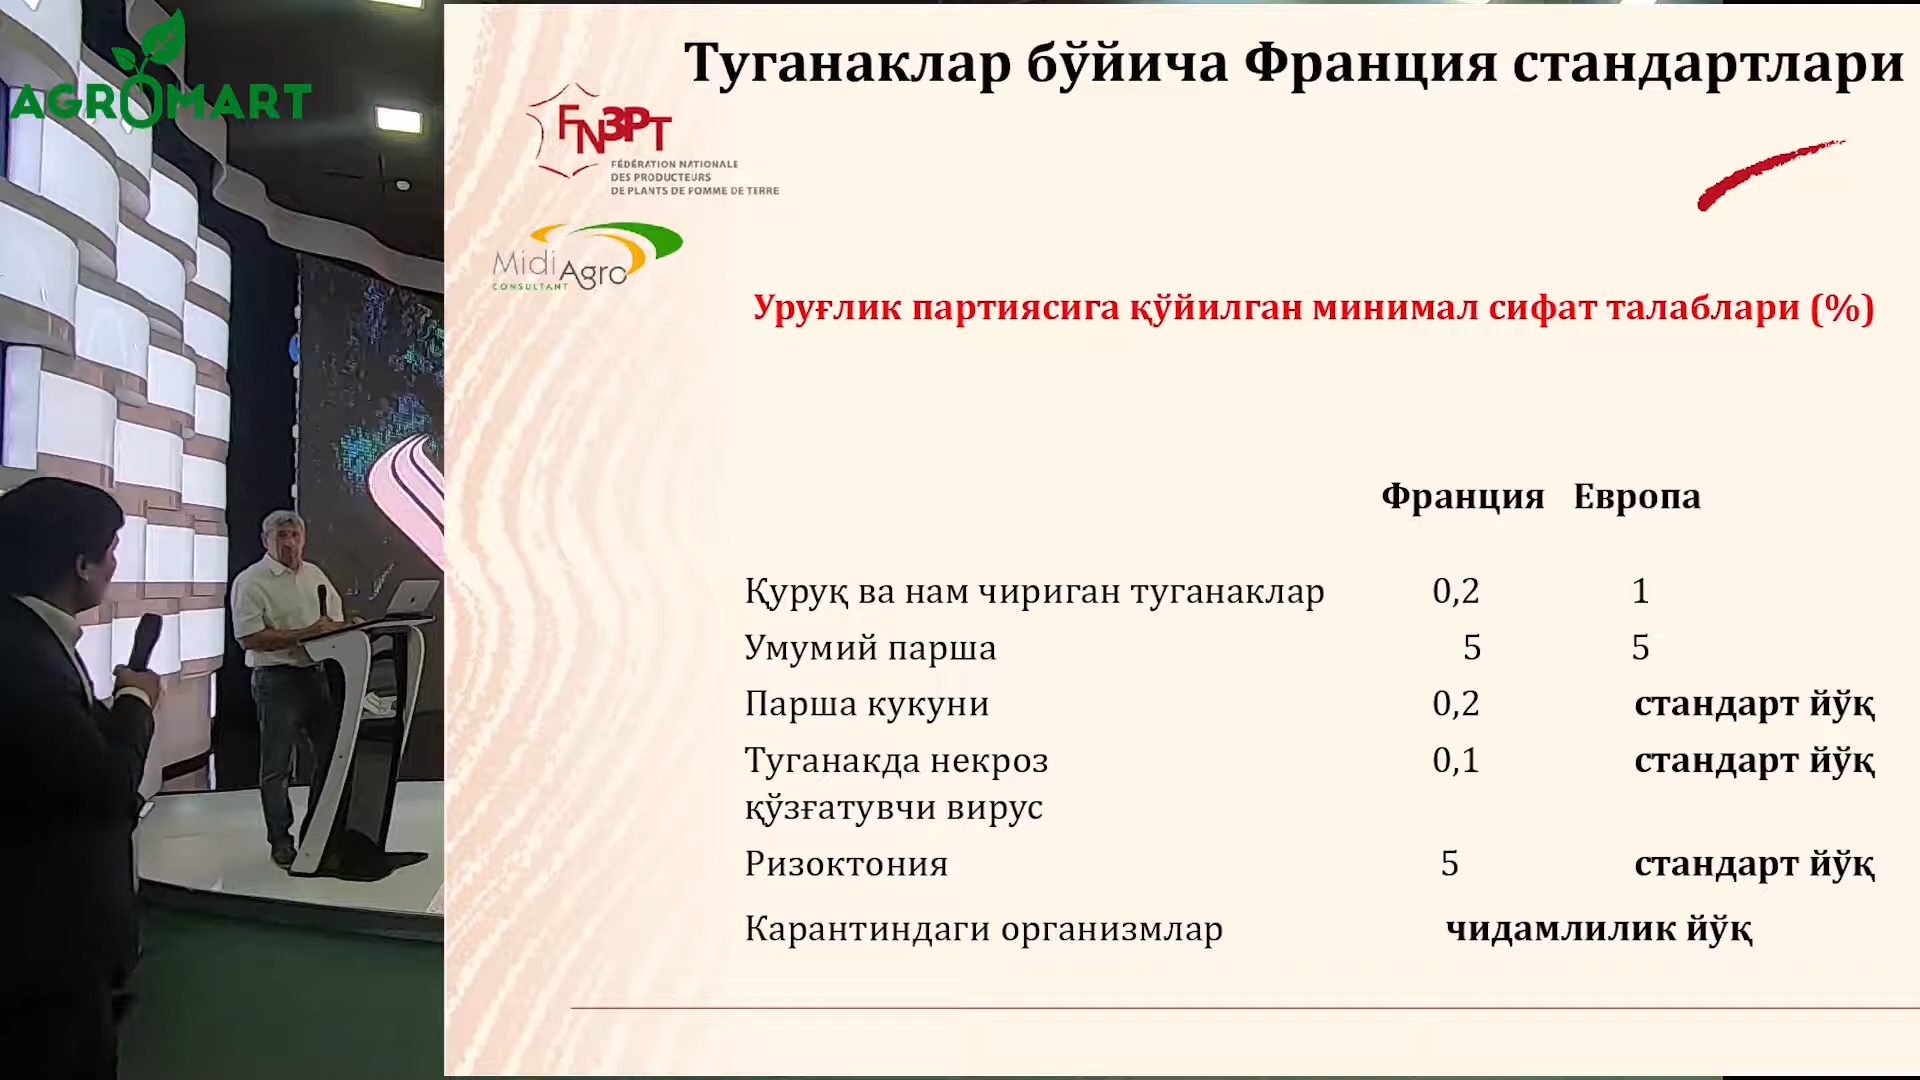 AGROMART
Туганаклар бўйича Франция стандартлари
FN3PT
FÉDÉRATION NATIONALE
DES PRODUCTEURS
DE PLANTS DE POMME DE TERRE
Midi Agro
CONSULTANT
Уруғлик партиясига қўйилган минимал сифат талаблари (%)
Франция Европа
Қуруқ ва нам чириган туганаклар 0,2 1
Умумий парша 5 5
Парша кукуни 0,2 стандарт йўқ
Туганакда некроз 0,1 стандарт йўқ
қўзғатувчи вирус
Ризоктония 5 стандарт йўқ
Карантиндаги организмлар чидамлилик йўқ